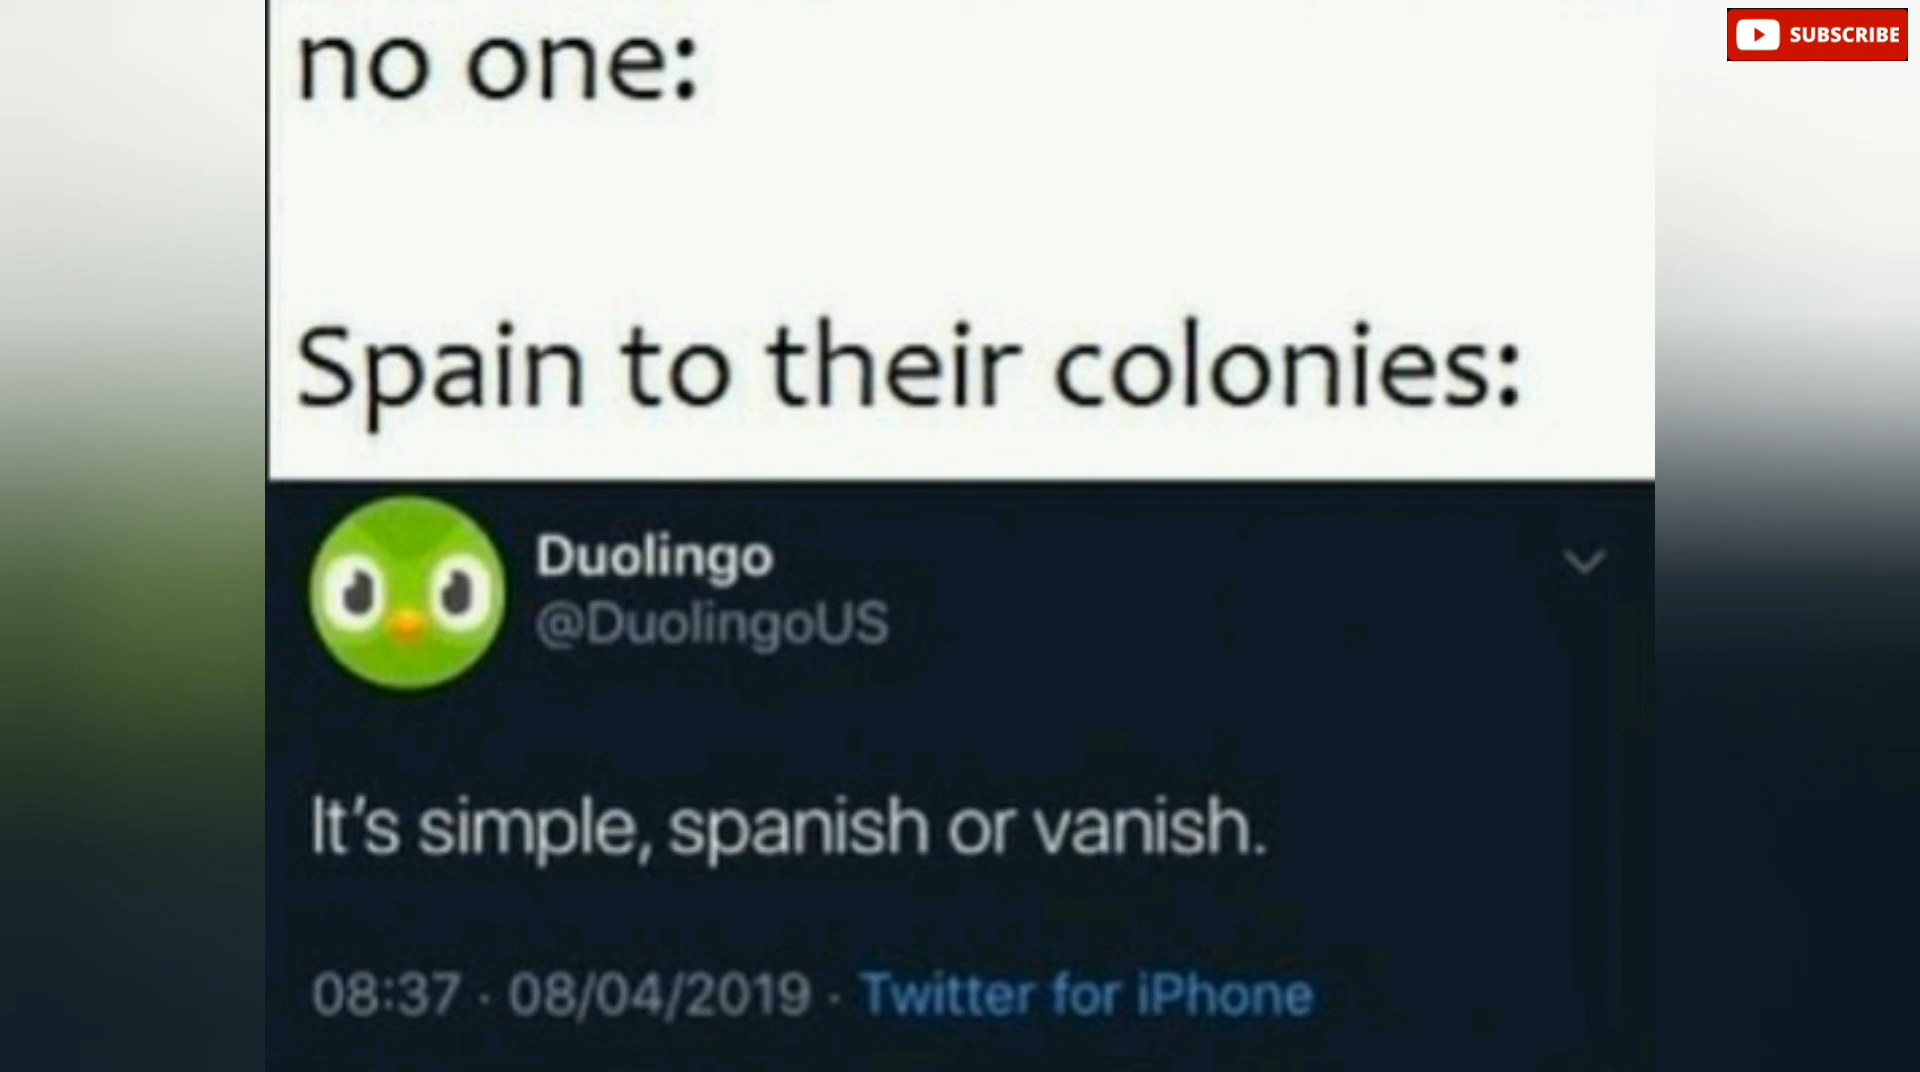 SUBSCRIBE
no one:
Spain to their colonies:
Duolingo
@DuolingoUS
It's simple, spanish or vanish.
08:37 · 08/04/2019 · Twitter for iPhone